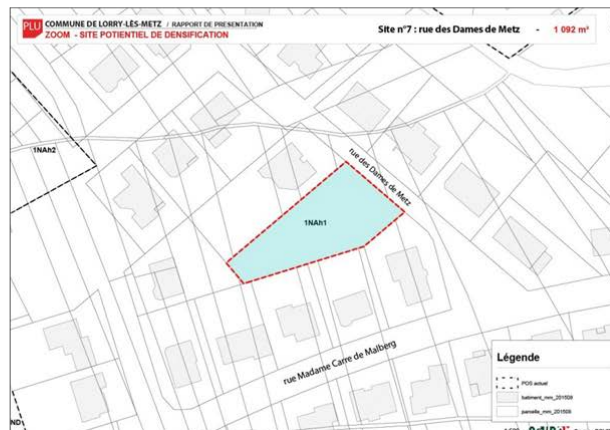 PLU COMMUNE DE LORRY-LÈS-METZ / RAPPORT DE PRESENTATION
ZOOM - SITE POTIENTIEL DE DENSIFICATION
Site n°7 : rue des Dames de Metz - 1 092 m²
1NAh2
rue des Dames de Metz
1NAh1
rue Madame Carre de Malberg
ND
Légende
POS actuel
batiment_mm_201509
parcelle_mm_201509